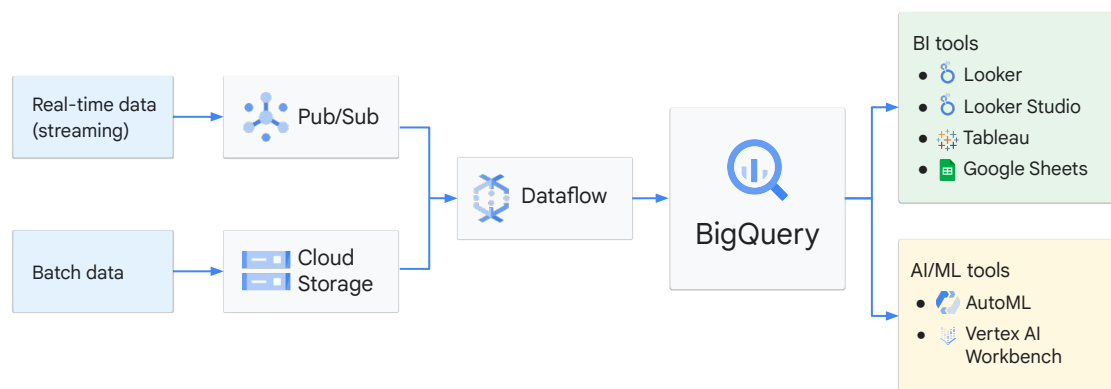 Real-time data
(streaming)
Pub/Sub
Batch data
Cloud
Storage
Dataflow
BigQuery
BI tools
● Looker
● Looker Studio
● Tableau
● Google Sheets
AI/ML tools
● AutoML
● Vertex AI
Workbench